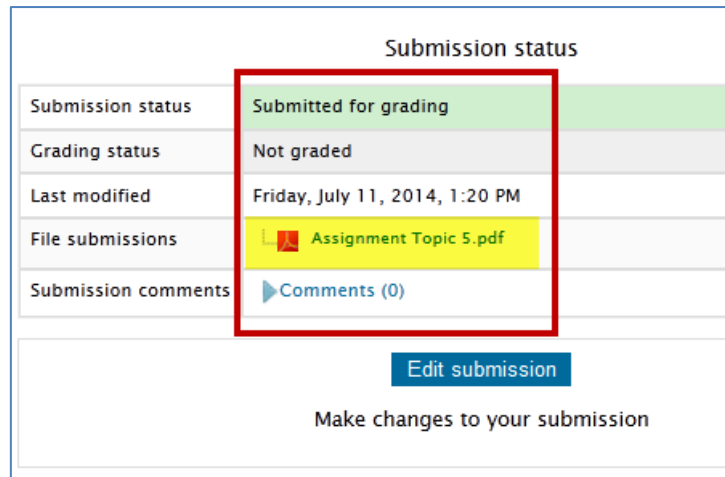 Submission status
Submission status Submitted for grading
Grading status Not graded
Last modified Friday, July 11, 2014, 1:20 PM
File submissions Assignment Topic 5.pdf
Submission comments Comments (0)
Edit submission
Make changes to your submission